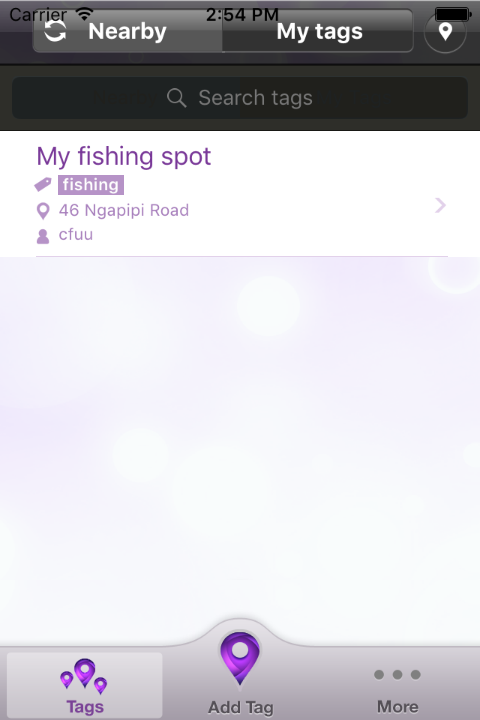 Carrier 2:54 PM
Nearby My tags
Search tags
My fishing spot
fishing
46 Ngapipi Road
cfuu
Tags Add Tag More